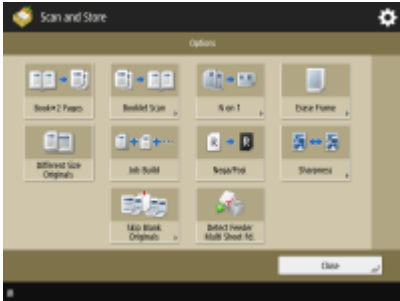 Scan and Store
Options
Book▸2 Pages
Booklet Scan
N on 1
Erase Frame
Different Size
Originals
Job Build
Nega/Posi
Sharpness
Skip Blank
Originals
Detect Feeder
Multi Sheet Fd.
Close